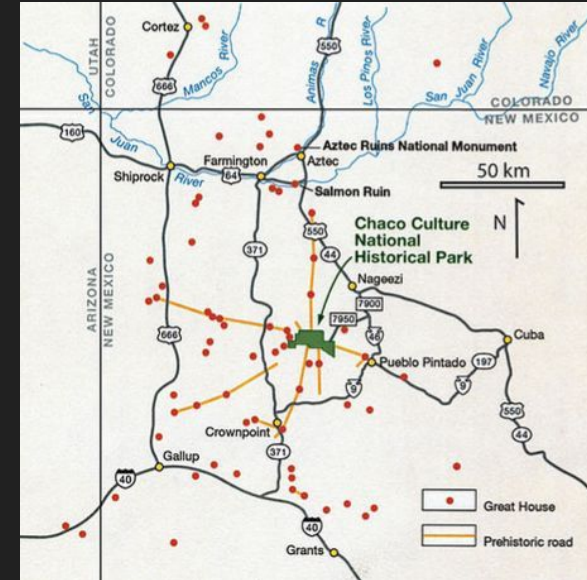 Cortez
UTAH
COLORADO
666
Mancos River
Animas R
550
Los Pinos River
San Juan River
Navajo River
COLORADO
NEW MEXICO
160
San
Juan
River
Shiprock
Farmington
64
Aztec Ruins National Monument
Aztec
Salmon Ruin
50 km
N
371
550
44
Chaco Culture
National
Historical Park
Nageezi
7900
7950
46
ARIZONA
NEW MEXICO
666
Cuba
Pueblo Pintado
197
9
9
550
44
Crownpoint
371
Gallup
40
40
Grants
Great House
Prehistoric road